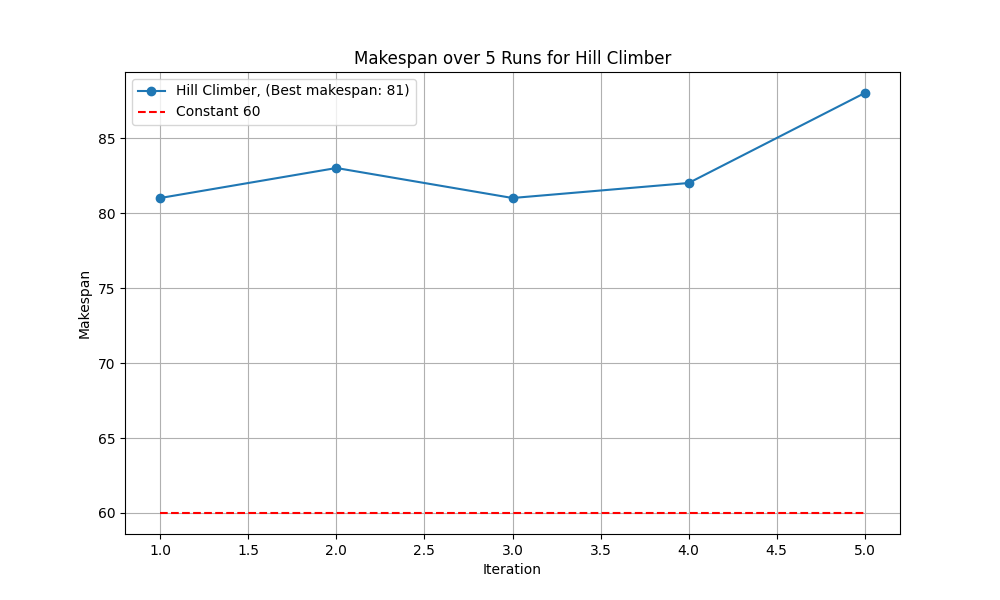 Makespan over 5 Runs for Hill Climber
Hill Climber, (Best makespan: 81)
Constant 60
Makespan
85
80
75
70
65
60
1.0 1.5 2.0 2.5 3.0 3.5 4.0 4.5 5.0
Iteration